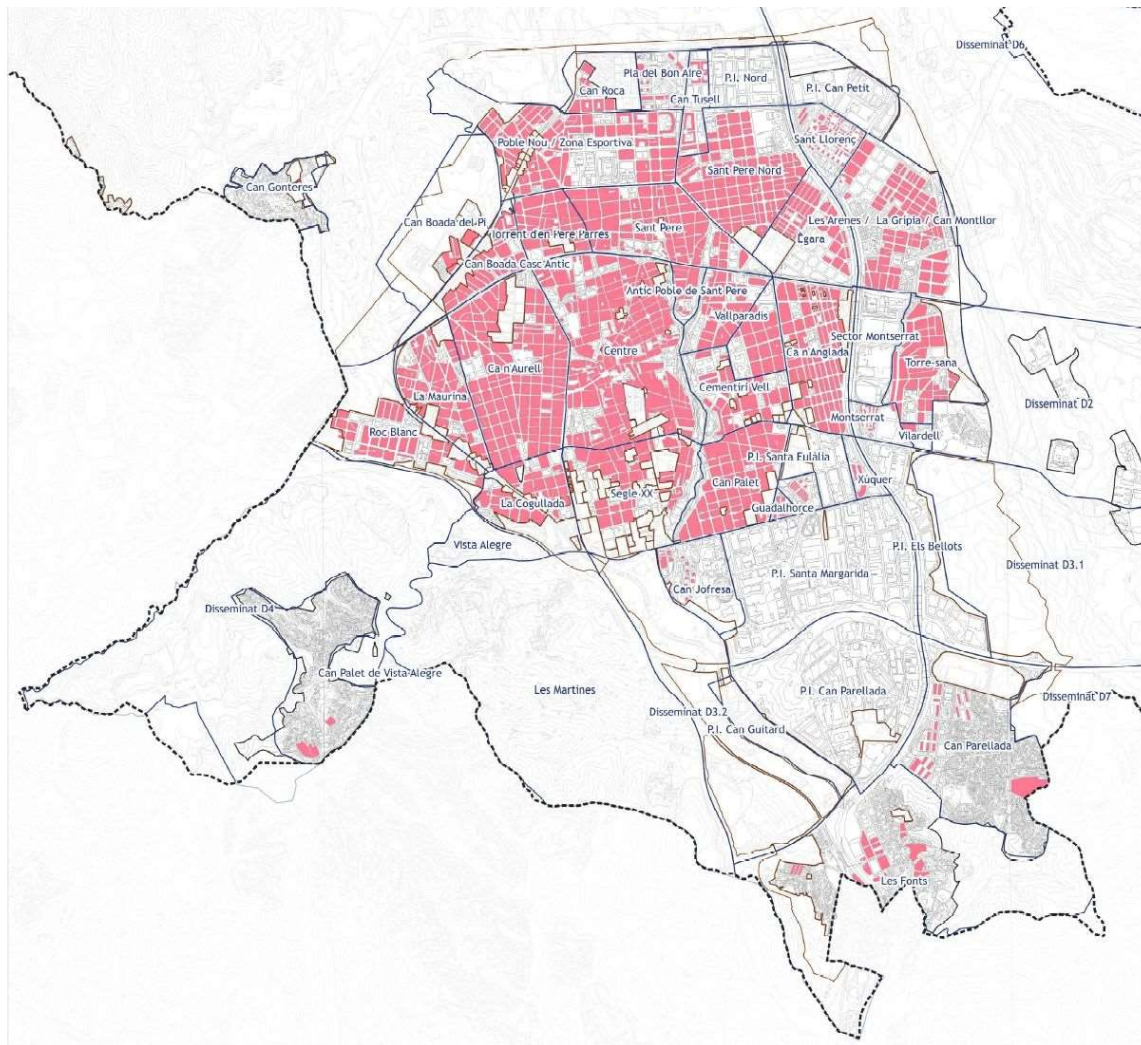 Disseminat D6
Pla del Bon Aire
P.I. Nord
Can Roca
P.I. Can Petit
Can Tusell
Sant Llorenç
Poble Nou / Zona Esportiva
Sant Pere Nord
Can Gonteres
Can Boada del Pi
Les Arenes / La Grípia / Can Montllor
Torrent d'en Pere Parres
Sant Pere
Ègara
Can Boada Casc Antic
Antic Poble de Sant Pere
Vallparadís
Sector Montserrat
Centre
Ca n'Anglada
Torre-sana
Ca n'Aurell
Cementiri Vell
La Maurina
Disseminat D2
Montserrat
Roc Blanc
Vilardell
P.I. Santa Eulàlia
Xúquer
Can Palet
Segle XX
La Cogullada
Guadalhorce
Vista Alegre
P.I. Els Bellots
Disseminat D3.1
P.I. Santa Margarida
Can Jofresa
Disseminat D4
Can Palet de Vista Alegre
Les Martines
P.I. Can Parellada
Disseminat D7
Disseminat D3.2
P.I. Can Guitard
Can Parellada
Les Fonts